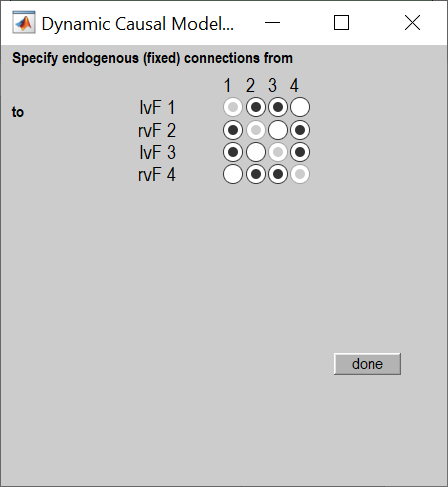 Dynamic Causal Model...
Specify endogenous (fixed) connections from
1 2 3 4
to
lvF 1
rvF 2
lvF 3
rvF 4
done